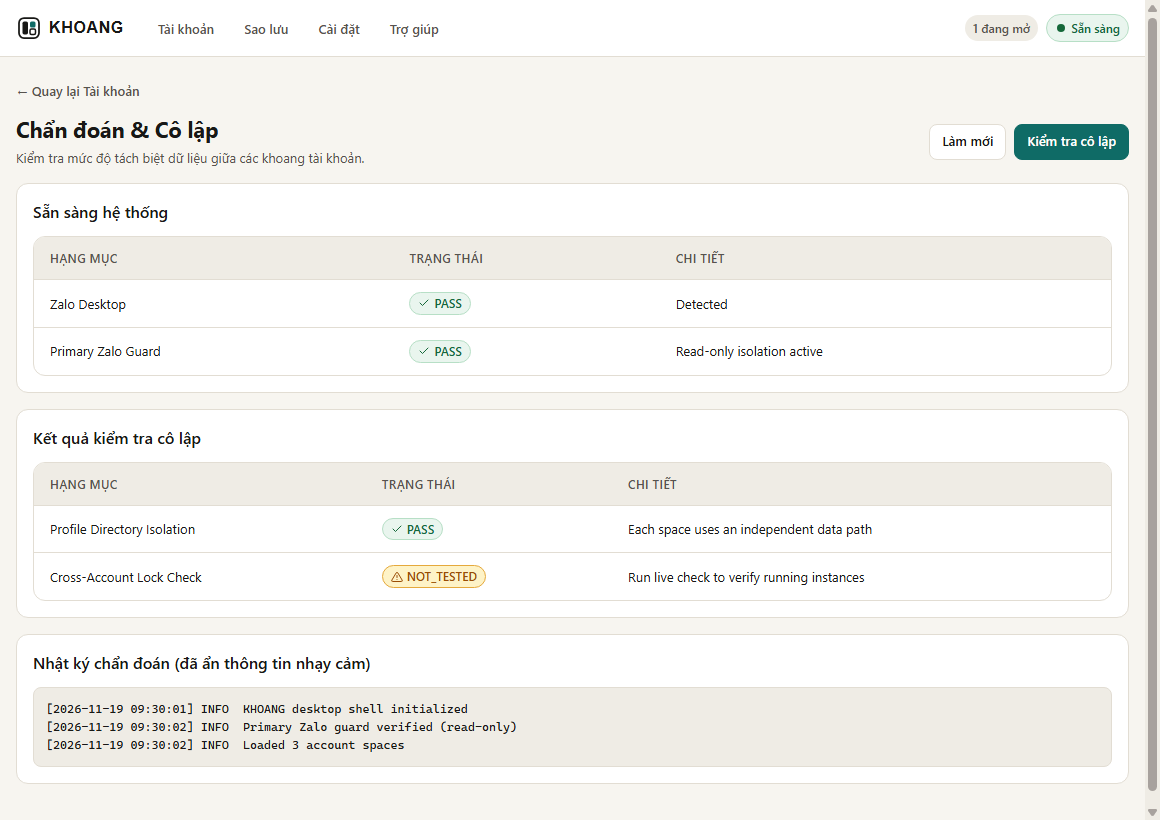 KHOANG Tài khoản Sao lưu Cài đặt Trợ giúp 1 đang mở Sẵn sàng
← Quay lại Tài khoản
Chẩn đoán & Cô lập
Kiểm tra mức độ tách biệt dữ liệu giữa các khoang tài khoản.
Làm mới Kiểm tra cô lập
Sẵn sàng hệ thống
HẠNG MỤC TRẠNG THÁI CHI TIẾT
Zalo Desktop PASS Detected
Primary Zalo Guard PASS Read-only isolation active
Kết quả kiểm tra cô lập
HẠNG MỤC TRẠNG THÁI CHI TIẾT
Profile Directory Isolation PASS Each space uses an independent data path
Cross-Account Lock Check NOT_TESTED Run live check to verify running instances
Nhật ký chẩn đoán (đã ẩn thông tin nhạy cảm)
[2026-11-19 09:30:01] INFO KHOANG desktop shell initialized
[2026-11-19 09:30:02] INFO Primary Zalo guard verified (read-only)
[2026-11-19 09:30:02] INFO Loaded 3 account spaces